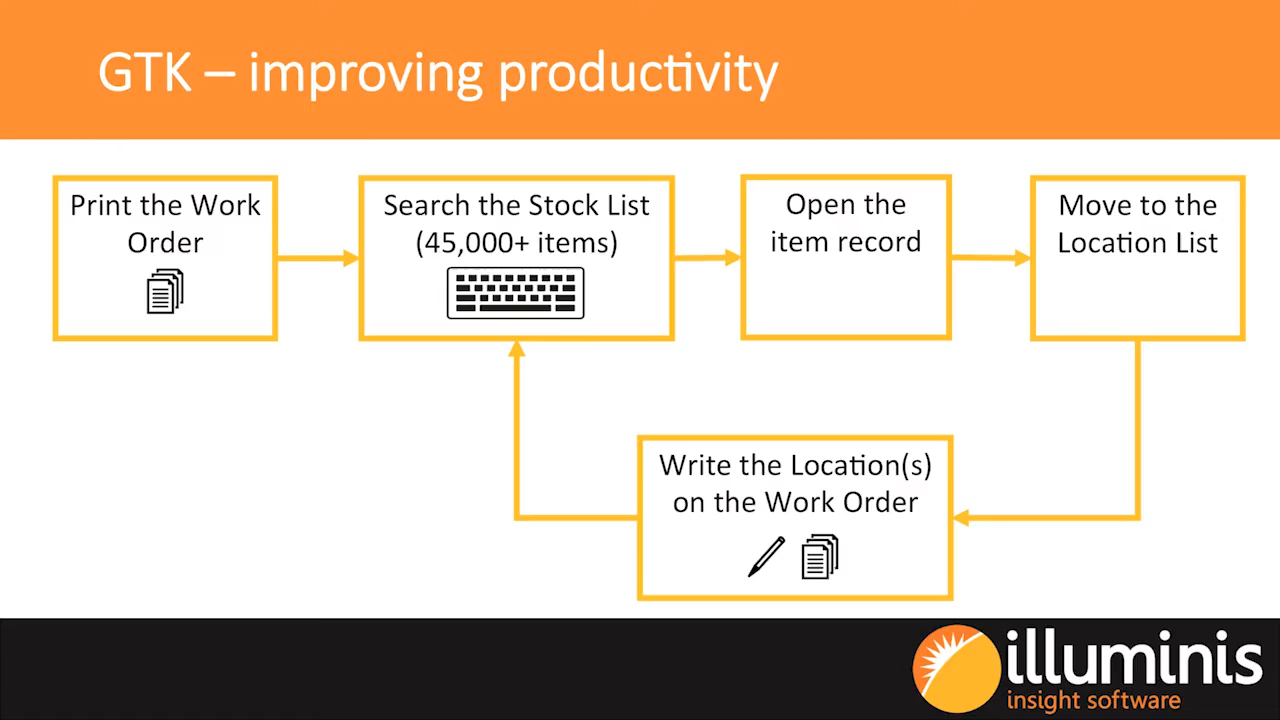 GTK – improving productivity
Print the Work
Order
Search the Stock List
(45,000+ items)
Open the
item record
Move to the
Location List
Write the Location(s)
on the Work Order
illuminis
insight software